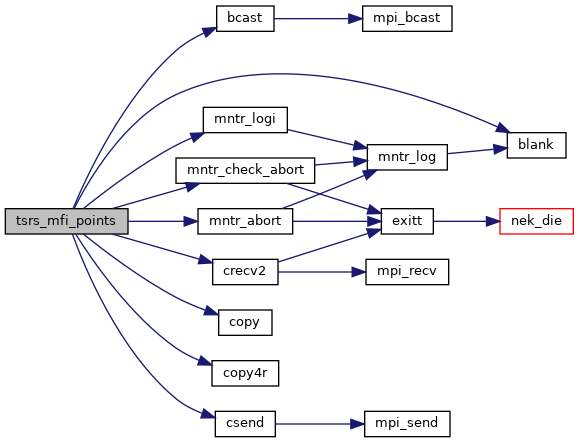 bcast
mpi_bcast
mntr_logi
blank
mntr_log
mntr_check_abort
tsrs_mfi_points
mntr_abort
exitt
nek_die
crecv2
mpi_recv
copy
copy4r
csend
mpi_send